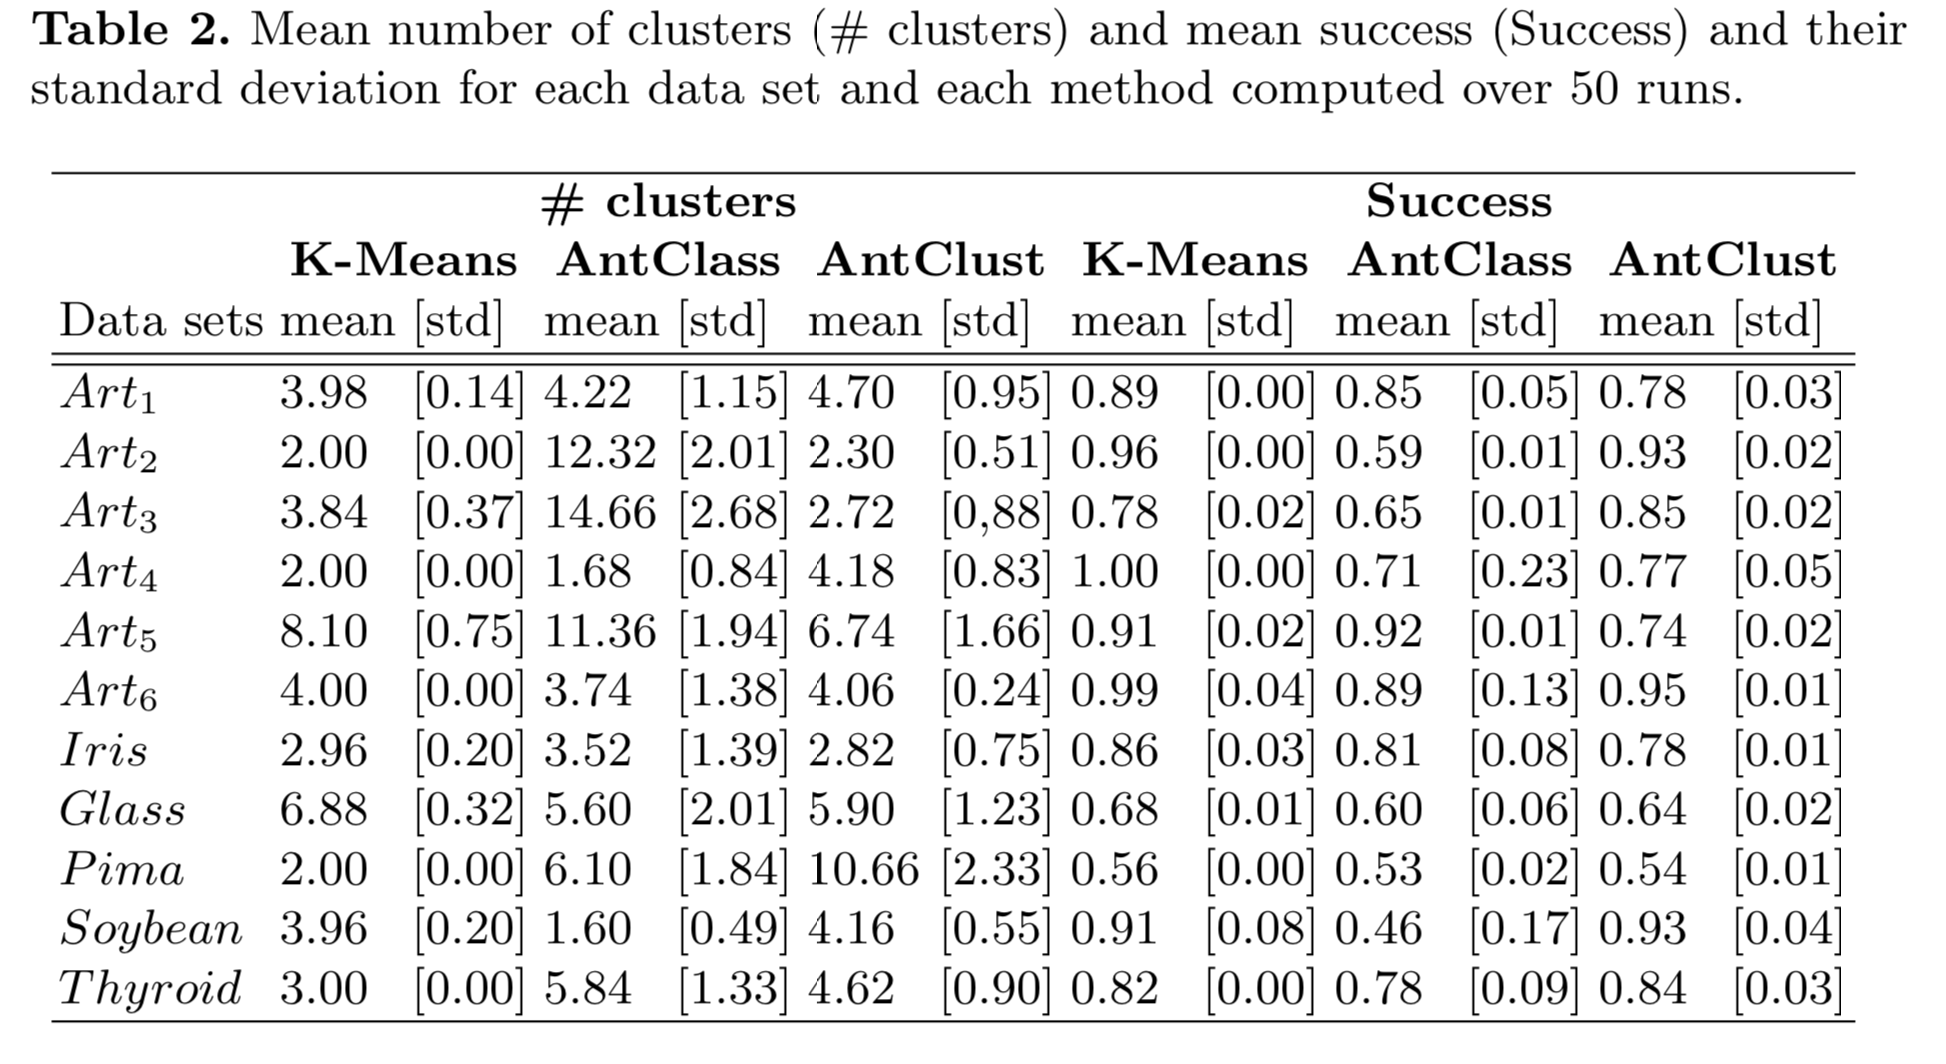 Table 2. Mean number of clusters (# clusters) and mean success (Success) and their
standard deviation for each data set and each method computed over 50 runs.
# clusters Success
K-Means AntClass AntClust K-Means AntClass AntClust
Data sets mean [std] mean [std] mean [std] mean [std] mean [std] mean [std]
Art1 3.98 [0.14] 4.22 [1.15] 4.70 [0.95] 0.89 [0.00] 0.85 [0.05] 0.78 [0.03]
Art2 2.00 [0.00] 12.32 [2.01] 2.30 [0.51] 0.96 [0.00] 0.59 [0.01] 0.93 [0.02]
Art3 3.84 [0.37] 14.66 [2.68] 2.72 [0,88] 0.78 [0.02] 0.65 [0.01] 0.85 [0.02]
Art4 2.00 [0.00] 1.68 [0.84] 4.18 [0.83] 1.00 [0.00] 0.71 [0.23] 0.77 [0.05]
Art5 8.10 [0.75] 11.36 [1.94] 6.74 [1.66] 0.91 [0.02] 0.92 [0.01] 0.74 [0.02]
Art6 4.00 [0.00] 3.74 [1.38] 4.06 [0.24] 0.99 [0.04] 0.89 [0.13] 0.95 [0.01]
Iris 2.96 [0.20] 3.52 [1.39] 2.82 [0.75] 0.86 [0.03] 0.81 [0.08] 0.78 [0.01]
Glass 6.88 [0.32] 5.60 [2.01] 5.90 [1.23] 0.68 [0.01] 0.60 [0.06] 0.64 [0.02]
Pima 2.00 [0.00] 6.10 [1.84] 10.66 [2.33] 0.56 [0.00] 0.53 [0.02] 0.54 [0.01]
Soybean 3.96 [0.20] 1.60 [0.49] 4.16 [0.55] 0.91 [0.08] 0.46 [0.17] 0.93 [0.04]
Thyroid 3.00 [0.00] 5.84 [1.33] 4.62 [0.90] 0.82 [0.00] 0.78 [0.09] 0.84 [0.03]